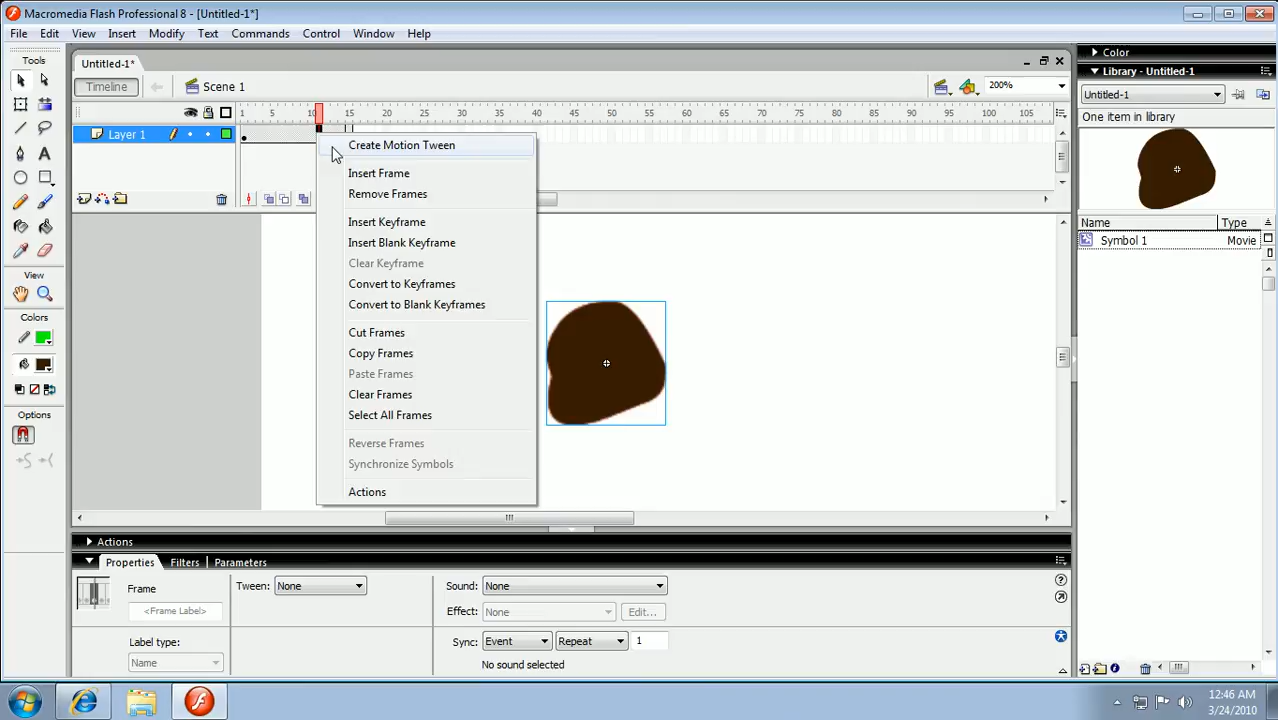 Macromedia Flash Professional 8 - [Untitled-1*]
File Edit View Insert Modify Text Commands Control Window Help
Tools
View
Colors
Options
Untitled-1*
Timeline
Scene 1
200%
1 5 10 15 20 25 30 35 40 45 50 55 60 65 70 75 80 85 90 95 100 105
Layer 1
Create Motion Tween
Insert Frame
Remove Frames
Insert Keyframe
Insert Blank Keyframe
Clear Keyframe
Convert to Keyframes
Convert to Blank Keyframes
Cut Frames
Copy Frames
Paste Frames
Clear Frames
Select All Frames
Reverse Frames
Synchronize Symbols
Actions
Color
Library - Untitled-1
Untitled-1
One item in library
Name Type
Symbol 1 Movie
Actions
Properties Filters Parameters
Frame
<Frame Label>
Label type:
Name
Tween: None
Sound: None
Effect: None Edit...
Sync: Event Repeat 1
No sound selected
12:46 AM
3/24/2010